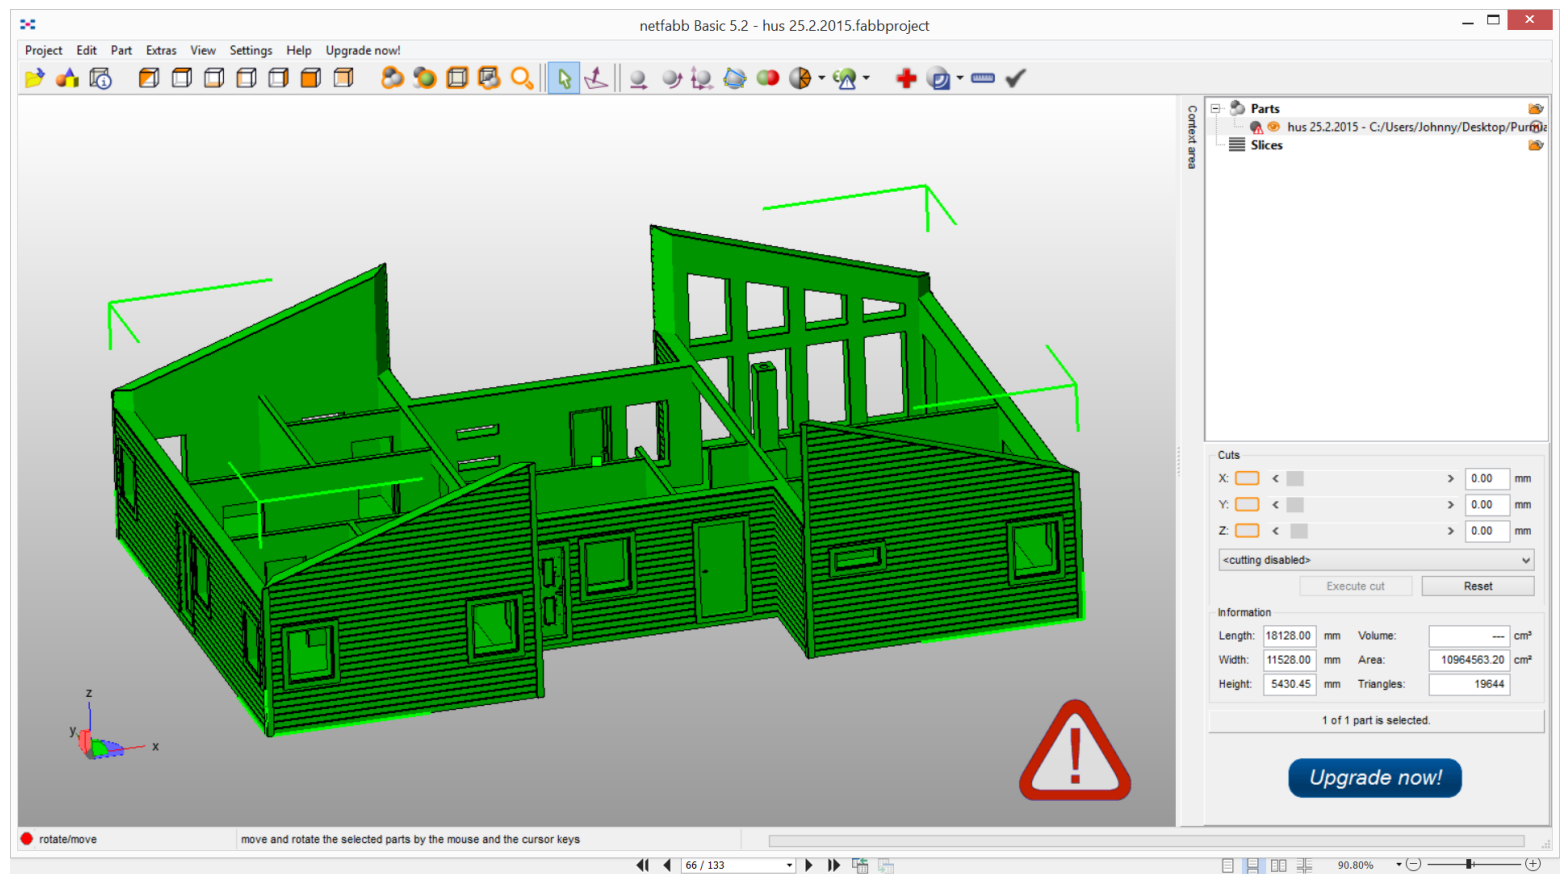 netfabb Basic 5.2 - hus 25.2.2015.fabbproject
Project Edit Part Extras View Settings Help Upgrade now!
Context area
Parts
hus 25.2.2015 - C:/Users/Johnny/Desktop/
Slices
Cuts
X: < > 0.00 mm
Y: < > 0.00 mm
Z: < > 0.00 mm
<cutting disabled>
Execute cut Reset
Information
Length: 18128.00 mm Volume: --- cm³
Width: 11528.00 mm Area: 10964563.20 cm²
Height: 5430.45 mm Triangles: 19644
1 of 1 part is selected.
Upgrade now!
z
y
x
!
rotate/move move and rotate the selected parts by the mouse and the cursor keys
66 / 133 90.80%